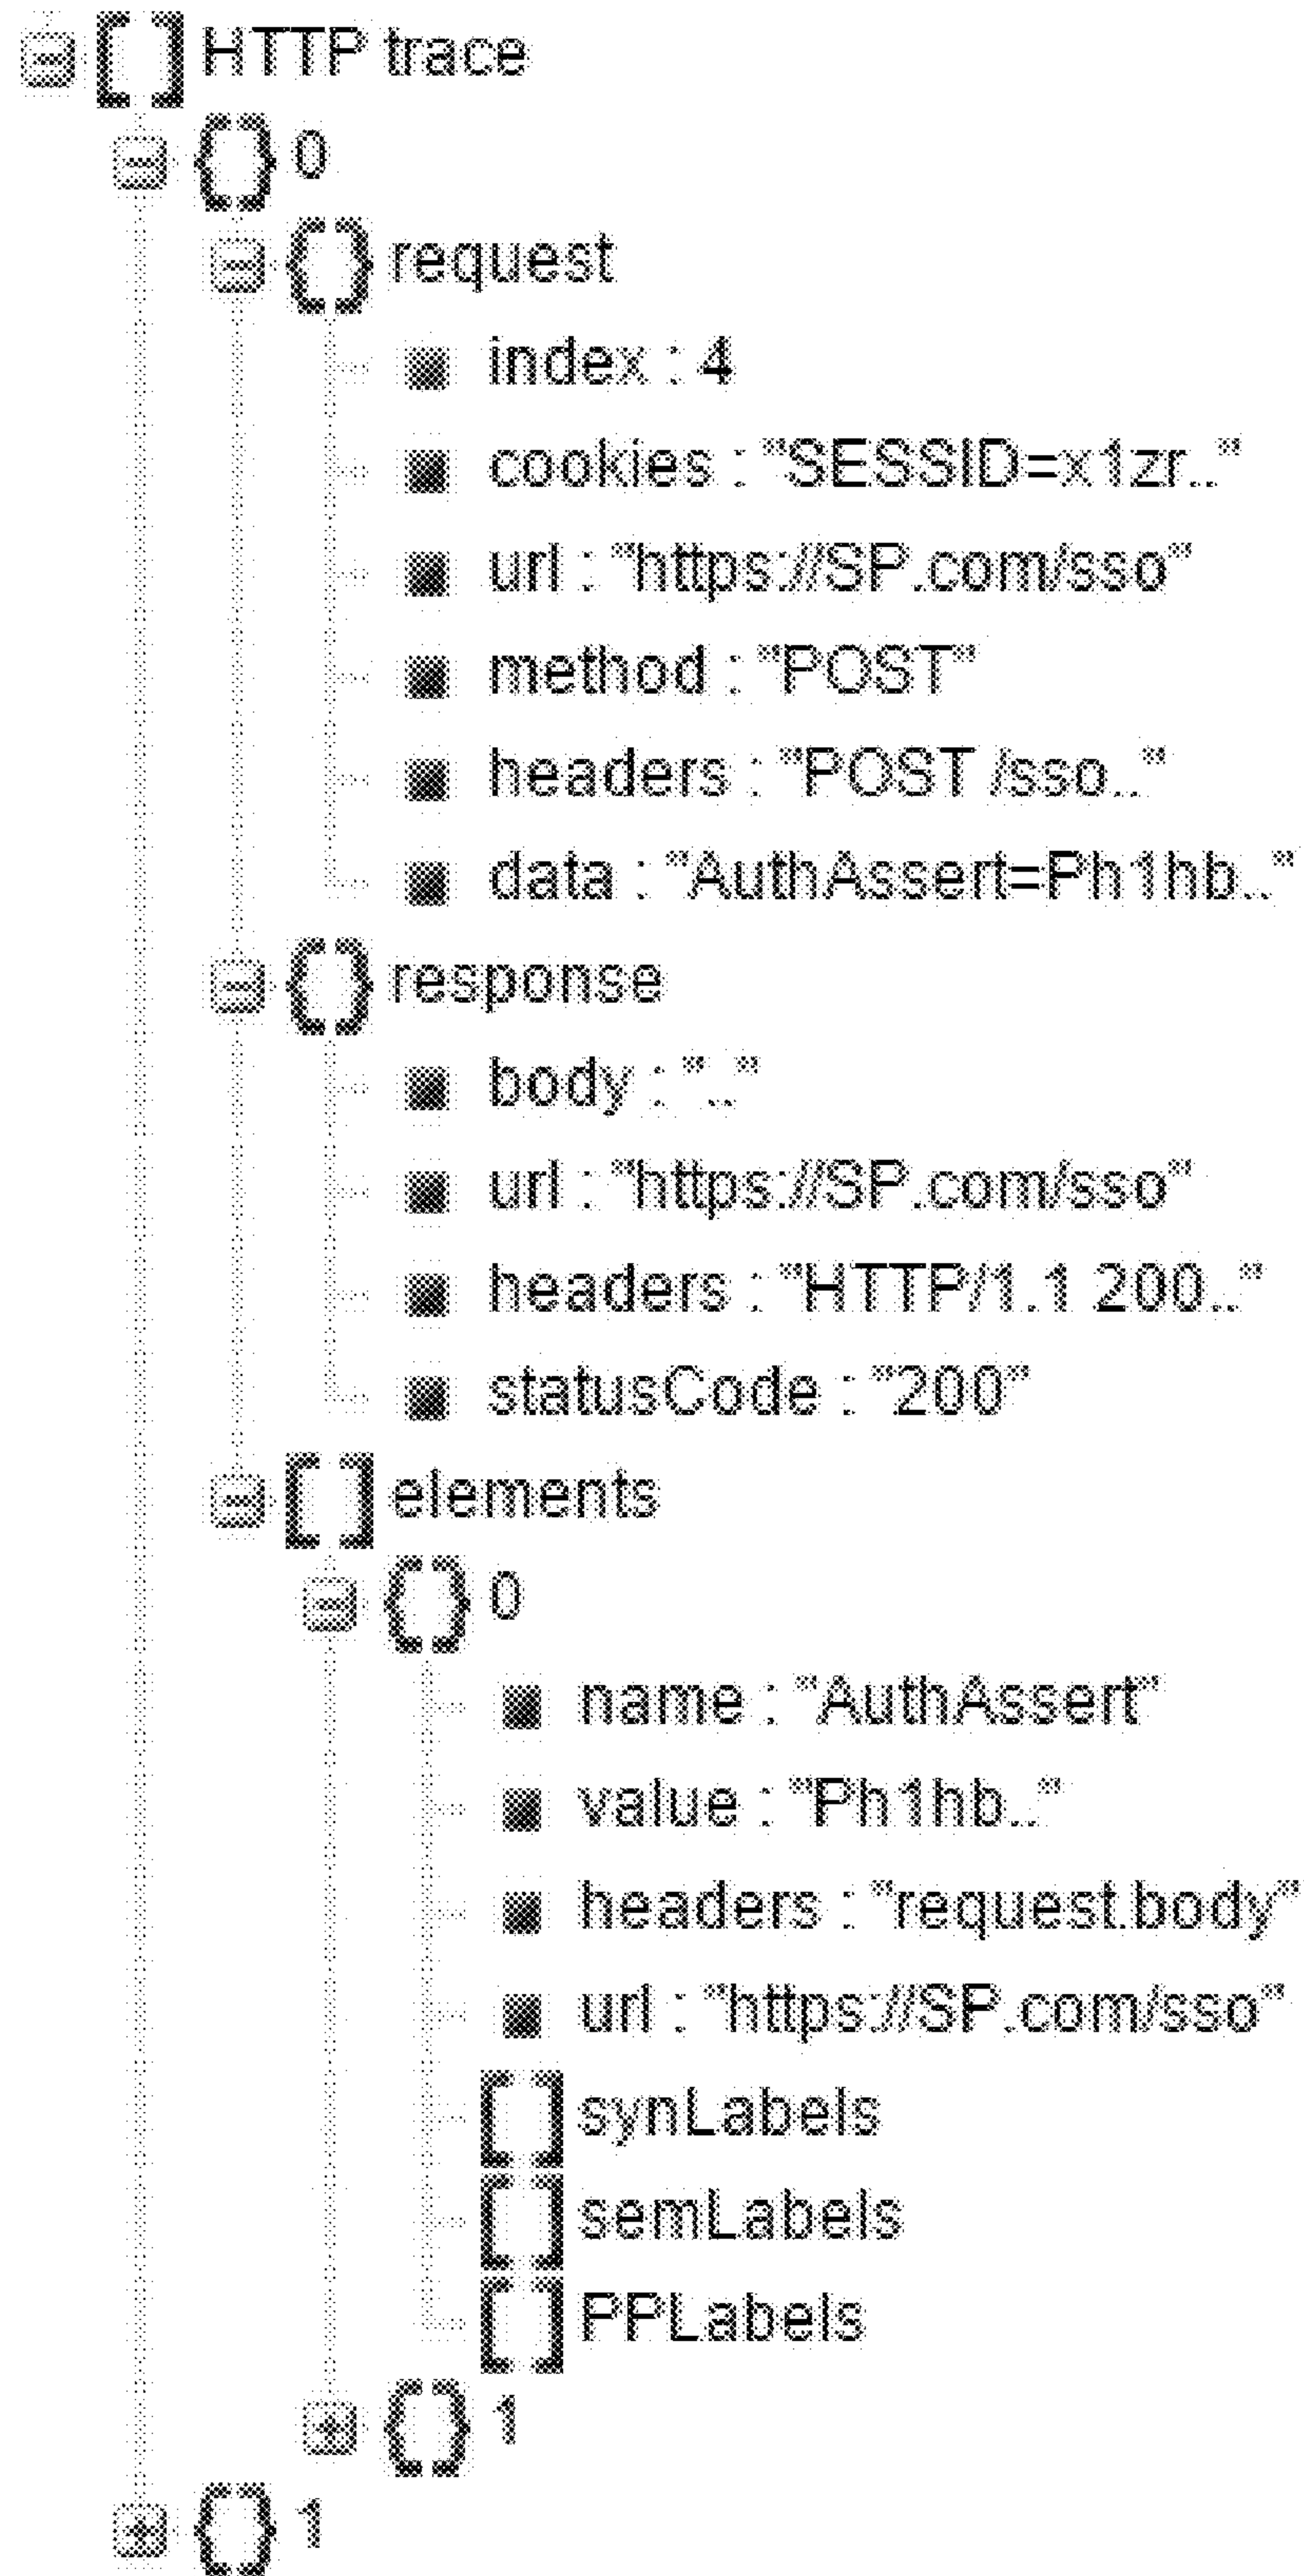 [ ] HTTP trace
{ } 0
{ } request
index : 4
cookies : "SESSID=x1zr.."
url : "https://SP.com/sso"
method : "POST"
headers : "POST /sso.."
data : "AuthAssert=Ph1hb.."
{ } response
body : ".."
url : "https://SP.com/sso"
headers : "HTTP/1.1 200.."
statusCode : "200"
[ ] elements
{ } 0
name : "AuthAssert"
value : "Ph1hb.."
headers : "request.body"
url : "https://SP.com/sso"
[ ] synLabels
[ ] semLabels
[ ] PPLabels
{ } 1
{ } 1